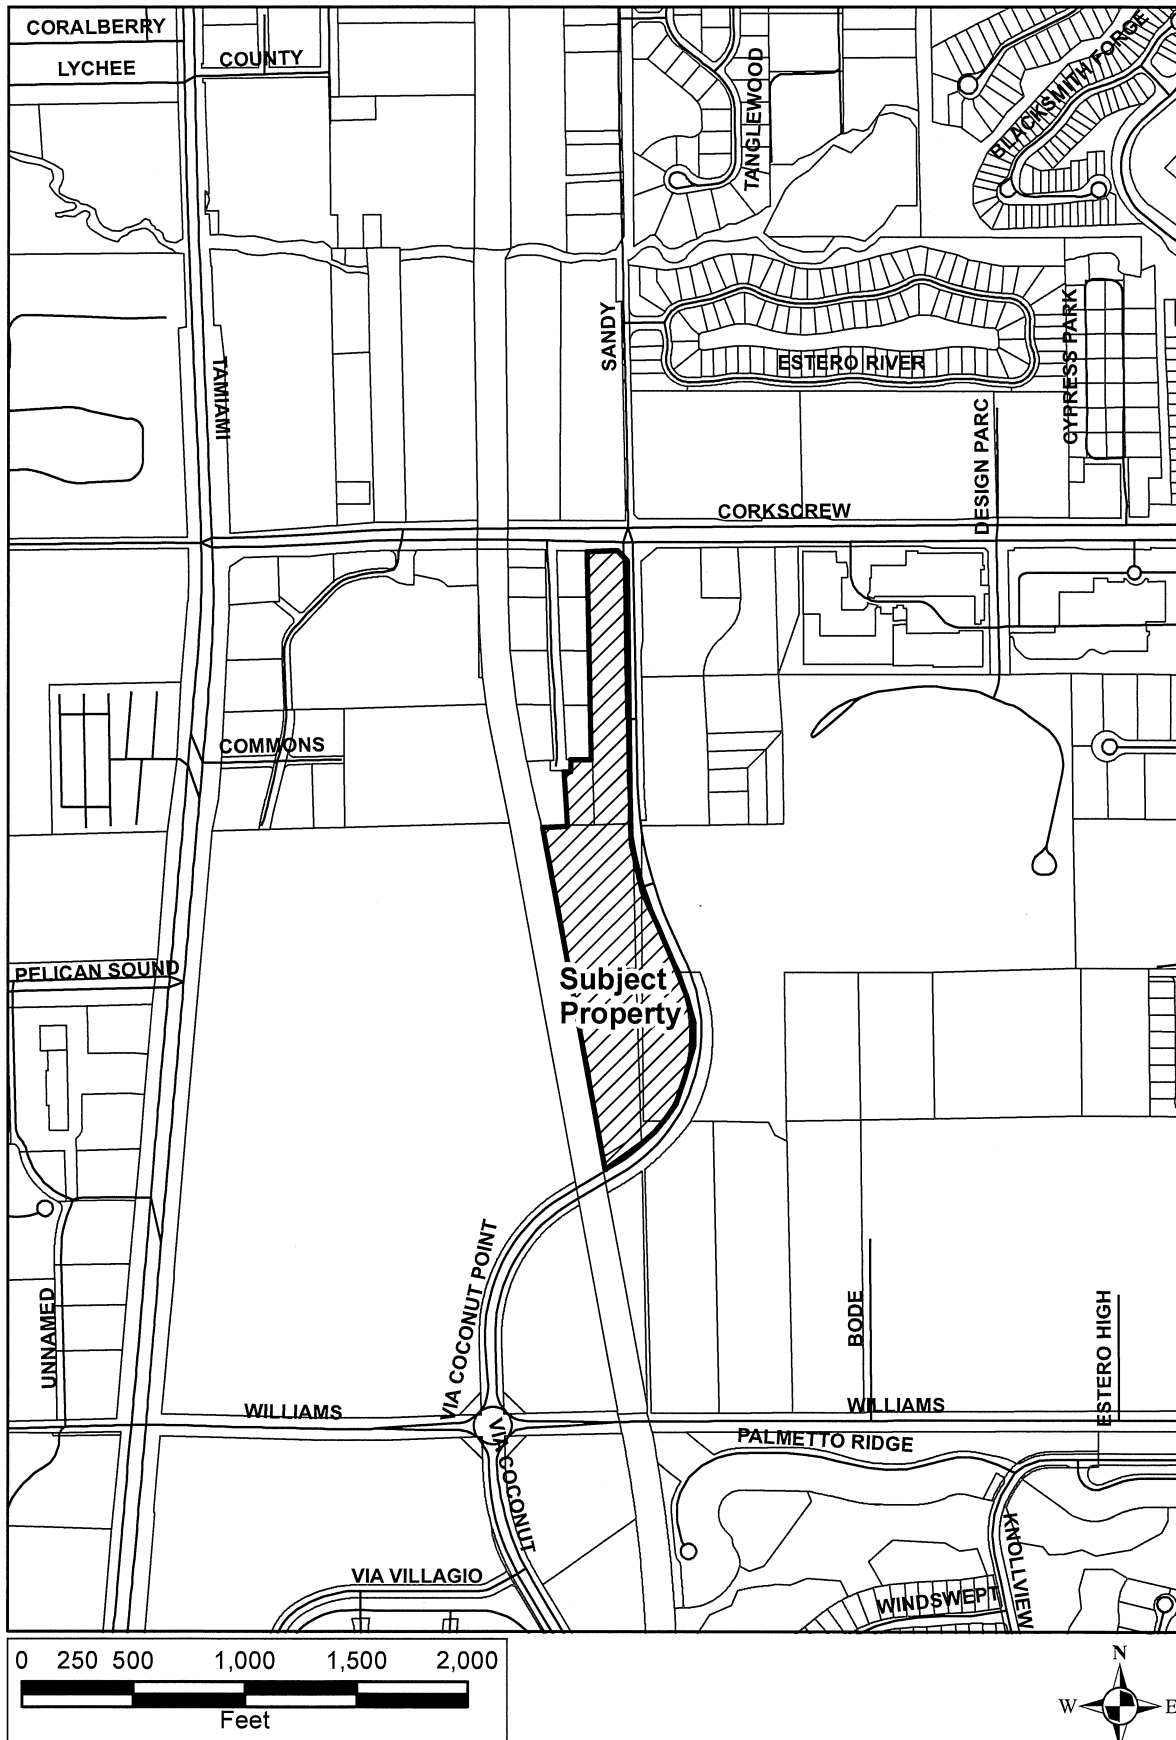 CORALBERRY
LYCHEE
COUNTY
TANGLEWOOD
BLACKSMITH FORGE
SANDY
TAMIAMI
ESTERO RIVER
CYPRESS PARK
DESIGN PARC
CORKSCREW
COMMONS
PELICAN SOUND
Subject
Property
VIA COCONUT POINT
UNNAMED
BODE
ESTERO HIGH
WILLIAMS
WILLIAMS
VIA COCONUT
PALMETTO RIDGE
KNOLLVIEW
VIA VILLAGIO
WINDSWEPT
0 250 500 1,000 1,500 2,000
Feet
N
W E